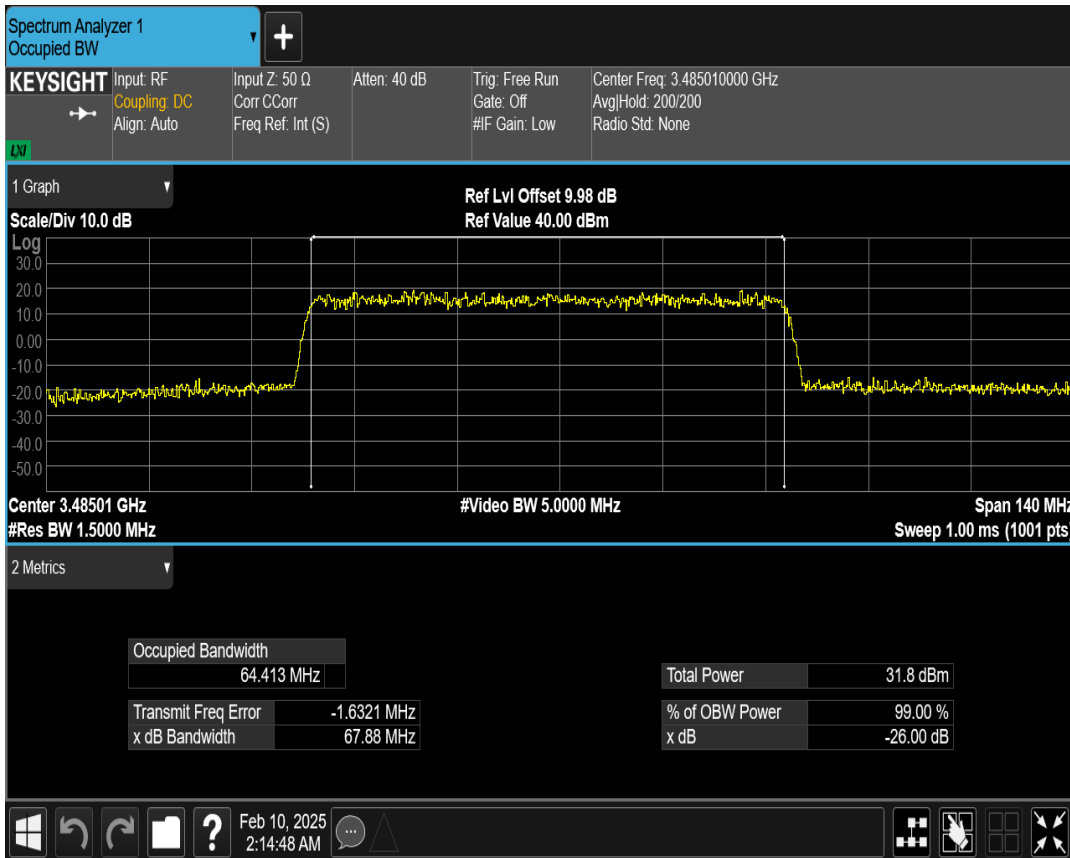 Spectrum Analyzer 1
Occupied BW
+
KEYSIGHT
Input: RF
Coupling: DC
Align: Auto
Input Z: 50 Ω
Corr CCorr
Freq Ref: Int (S)
Atten: 40 dB
Trig: Free Run
Gate: Off
#IF Gain: Low
Center Freq: 3.485010000 GHz
Avg|Hold: 200/200
Radio Std: None
LXI
1 Graph
Ref Lvl Offset 9.98 dB
Scale/Div 10.0 dB
Ref Value 40.00 dBm
Log
30.0
20.0
10.0
0.00
-10.0
-20.0
-30.0
-40.0
-50.0
Center 3.48501 GHz
#Video BW 5.0000 MHz
Span 140 MHz
#Res BW 1.5000 MHz
Sweep 1.00 ms (1001 pts)
2 Metrics
Occupied Bandwidth
64.413 MHz
Total Power 31.8 dBm
Transmit Freq Error -1.6321 MHz
% of OBW Power 99.00 %
x dB Bandwidth 67.88 MHz
x dB -26.00 dB
?
Feb 10, 2025
2:14:48 AM